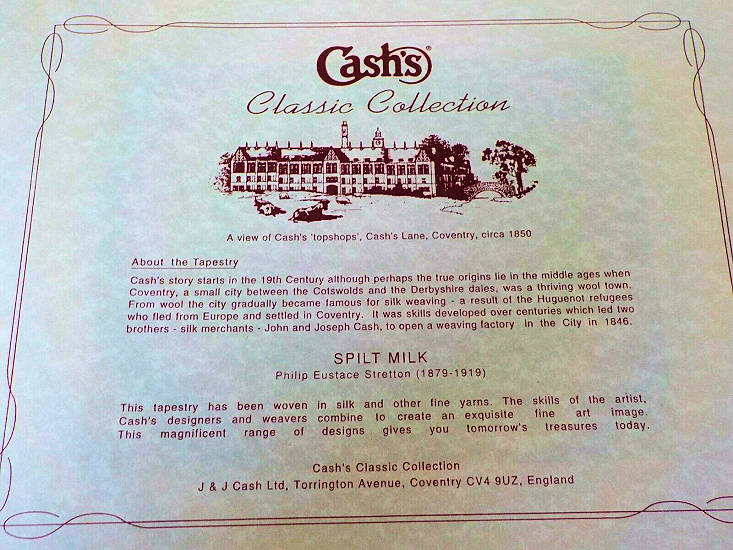 Cash's®
Classic Collection
A view of Cash's 'topshops', Cash's Lane, Coventry, circa 1850
About the Tapestry
Cash's story starts in the 19th Century although perhaps the true origins lie in the middle ages when
Coventry, a small city between the Cotswolds and the Derbyshire dales, was a thriving wool town.
From wool the city gradually became famous for silk weaving - a result of the Huguenot refugees
who fled from Europe and settled in Coventry. It was skills developed over centuries which led two
brothers - silk merchants - John and Joseph Cash, to open a weaving factory in the City in 1846.
SPILT MILK
Philip Eustace Stretton (1879-1919)
This tapestry has been woven in silk and other fine yarns. The skills of the artist,
Cash's designers and weavers combine to create an exquisite fine art image.
This magnificent range of designs gives you tomorrow's treasures today.
Cash's Classic Collection
J & J Cash Ltd, Torrington Avenue, Coventry CV4 9UZ, England